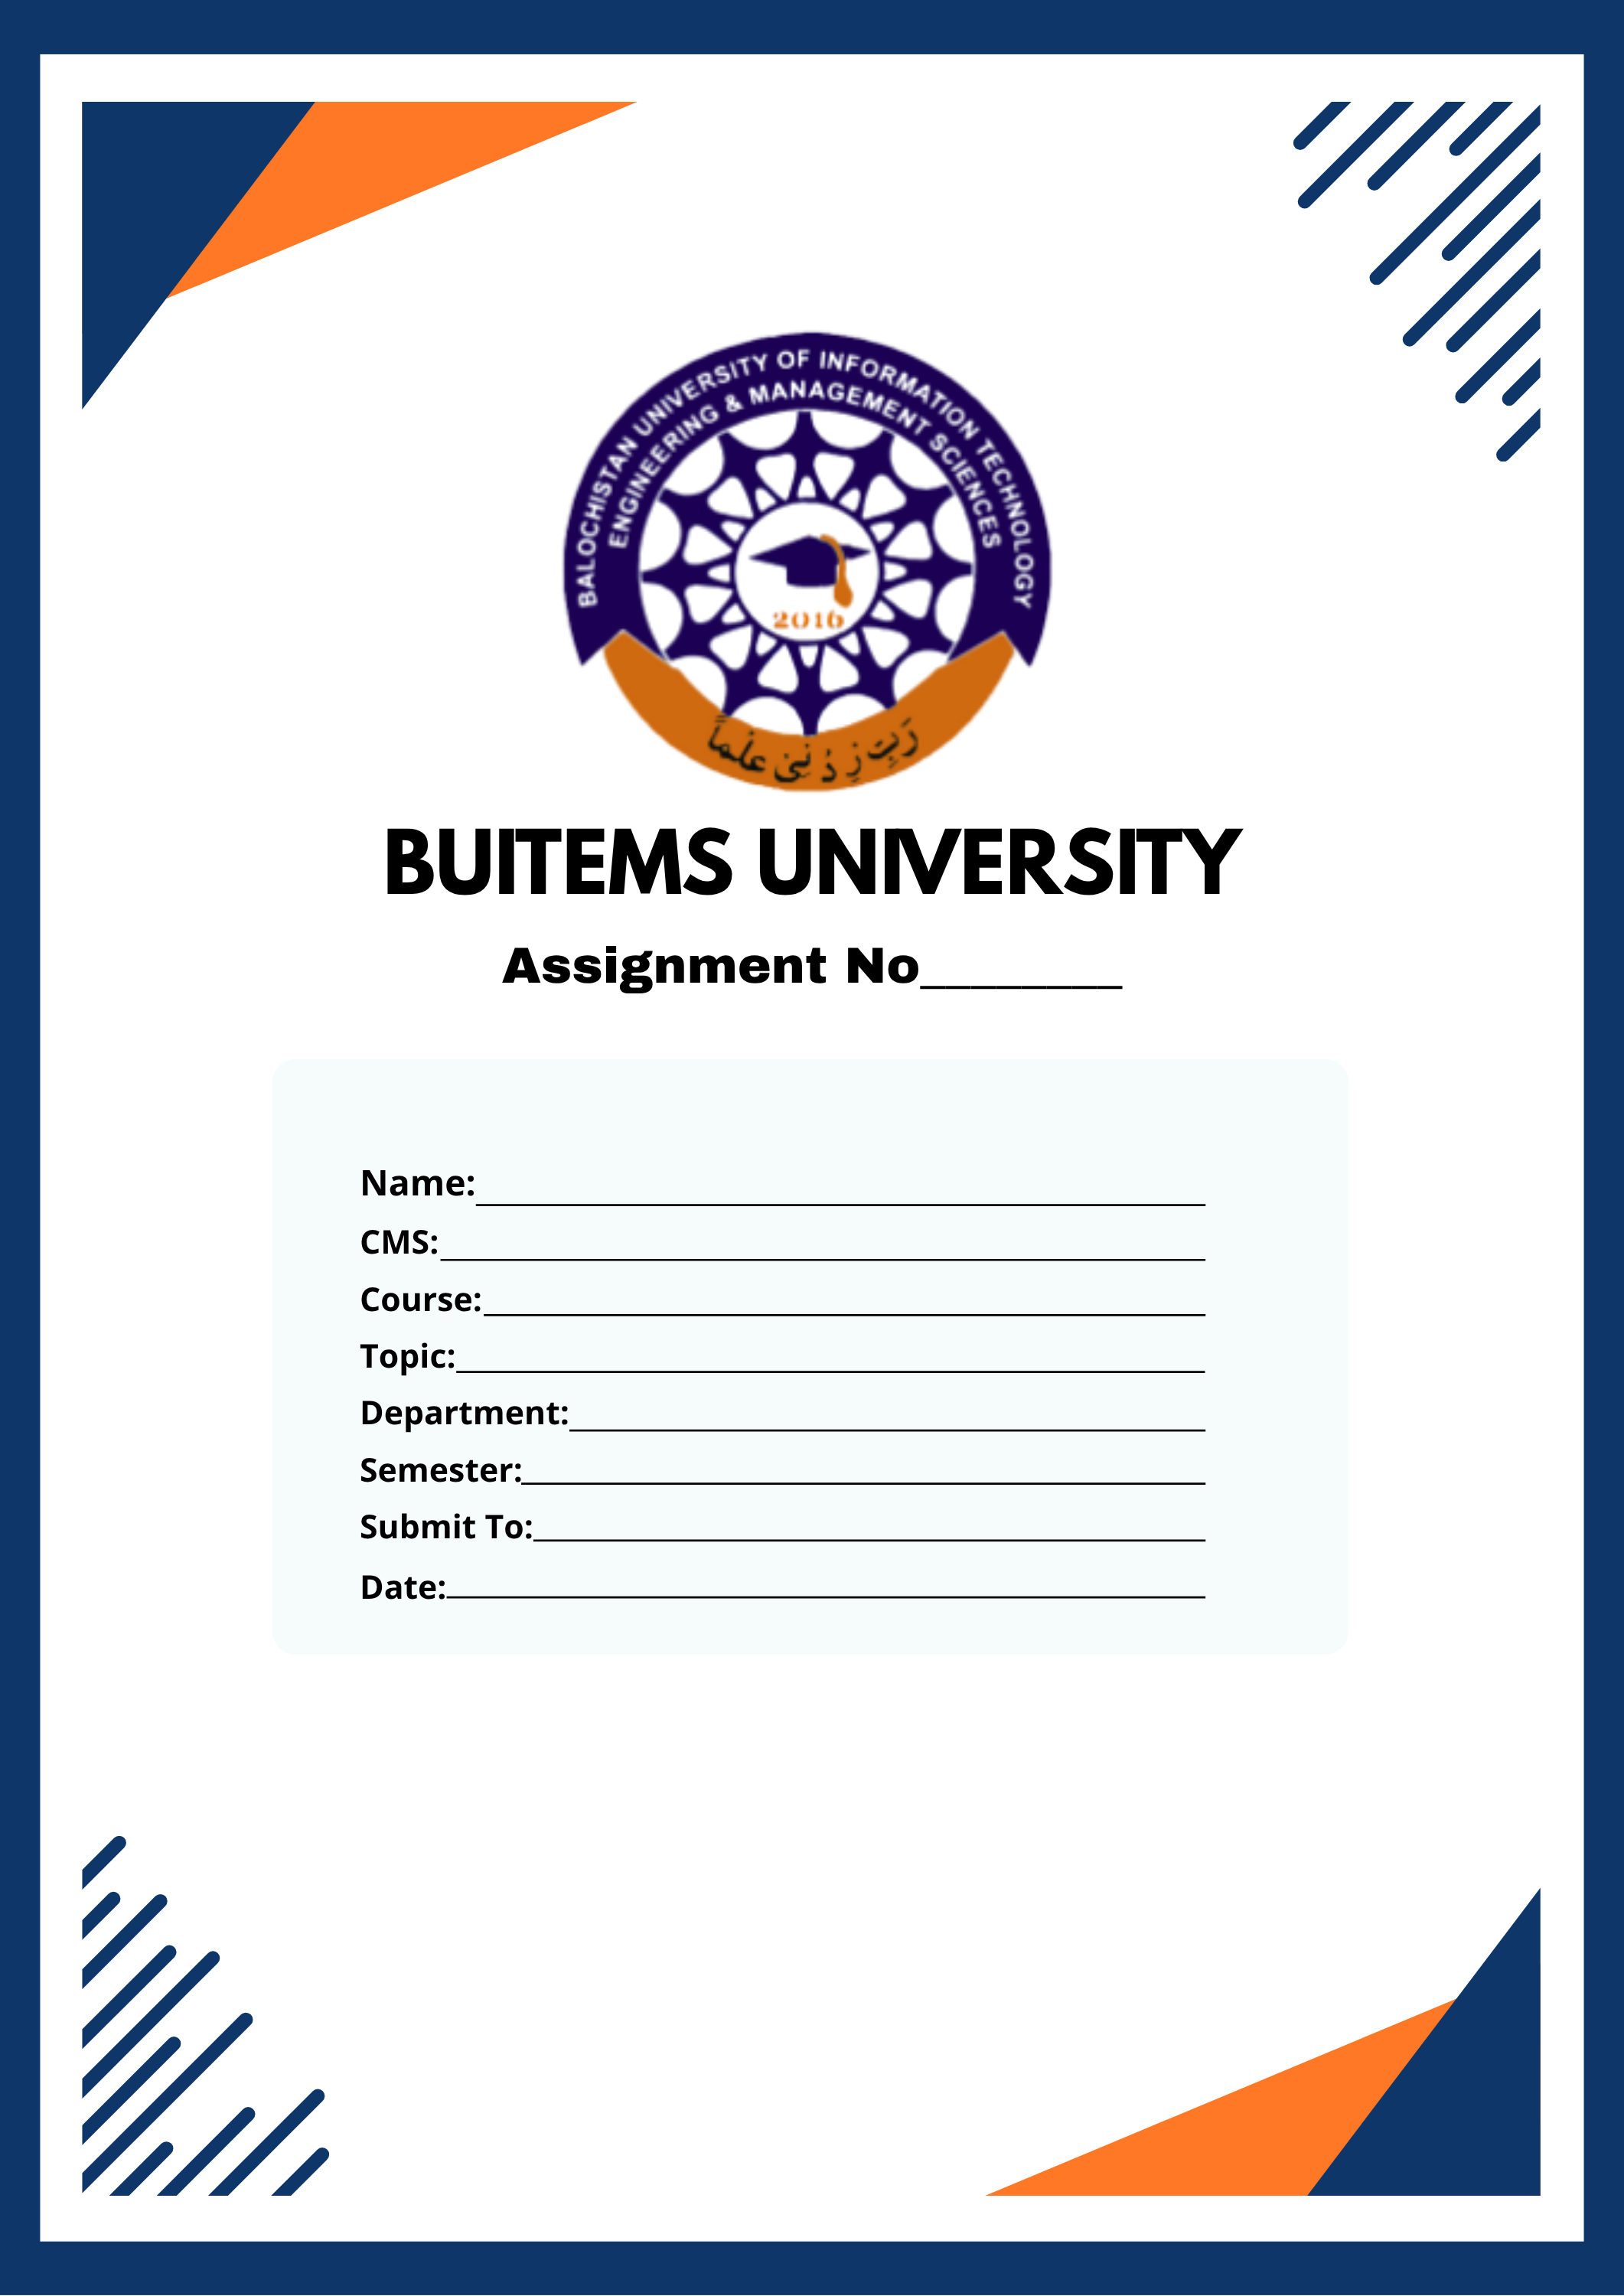 BALOCHISTAN UNIVERSITY OF INFORMATION TECHNOLOGY
ENGINEERING & MANAGEMENT SCIENCES
2016
رَبِّ زِدْنِیْ عِلْماً
BUITEMS UNIVERSITY
Assignment No________
Name:
CMS:
Course:
Topic:
Department:
Semester:
Submit To:
Date: